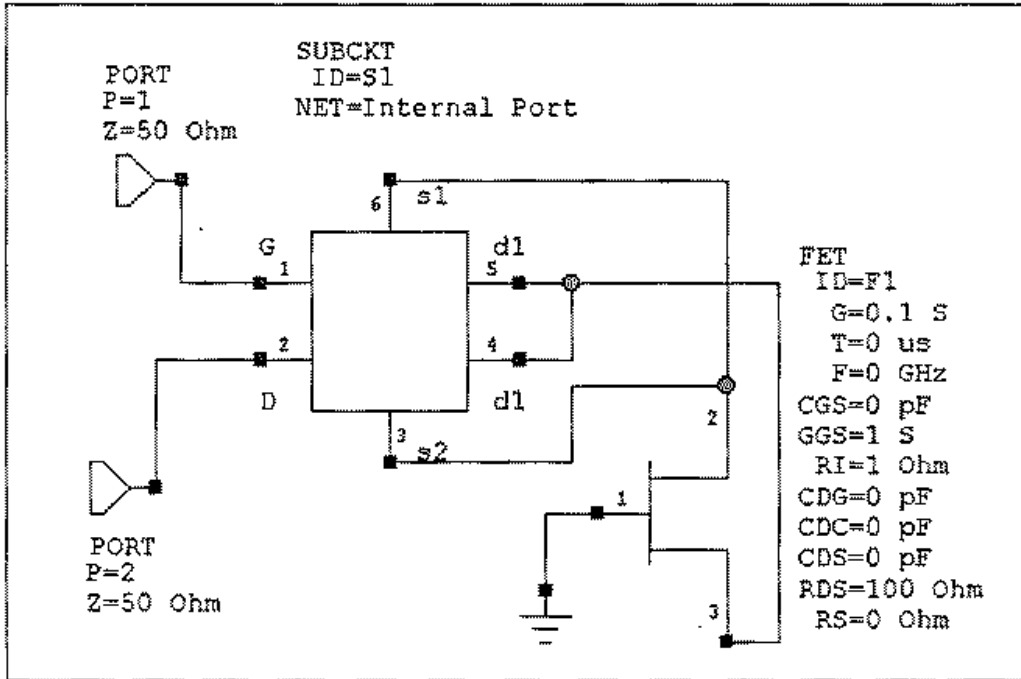 SUBCKT
ID=S1
NET=Internal Port
PORT
P=1
Z=50 Ohm
6
s1
G
1
d1
5
2
D
4
d1
3
s2
PORT
P=2
Z=50 Ohm
2
1
3
FET
ID=F1
G=0.1 S
T=0 us
F=0 GHz
CGS=0 pF
GGS=1 S
RI=1 Ohm
CDG=0 pF
CDC=0 pF
CDS=0 pF
RDS=100 Ohm
RS=0 Ohm